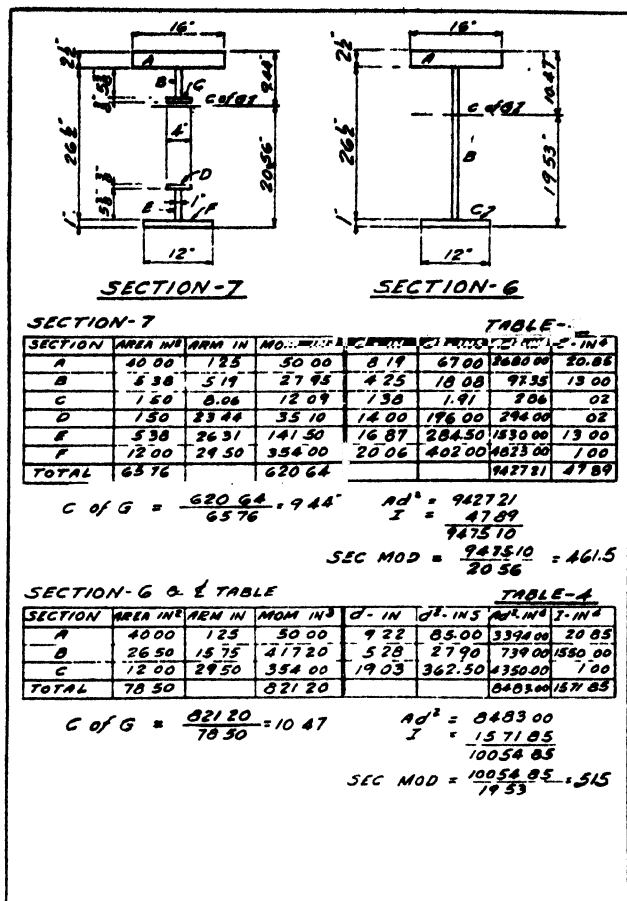 16"
16"
2½"
A
B
C
C of G
9.44"
5⅜"
⅜"
26½"
4"
20.56"
D
1"
E
F
1"
12"
2½"
A
C of G
10.47"
26½"
B
19.53"
C
1"
12"
SECTION-7
SECTION-6
SECTION-7
TABLE-
SECTION AREA IN² ARM IN
A 40 00 1 25 50 00 8 19 67 00 2680 00 20.85
B 5 38 5 19 27 95 4 25 18 08 97.35 13 00
C 1 50 8.06 12 09 1 38 1.91 2 86 02
D 1.50 23 44 35 10 14.00 196 00 294.00 02
E 5 38 26 31 141 50 16 87 284.50 1530 00 13 00
F 12 00 29 50 354 00 20 06 402 00 4823 00 1 00
TOTAL 65 76 620 64 9427 21 47 89
C of G = 620 64 / 65 76 = 9 44"
Ad² = 9427 21
I = 47 89
9475 10
SEC MOD = 9475 10 / 20 56 = 461.5
SECTION-6 & ℄ TABLE
TABLE-4
SECTION AREA IN² ARM IN MOM IN³ d - IN d² - INS Ad² - IN⁴ I - IN⁴
A 40 00 1 25 50 00 9 22 85.00 3394 00 20 85
B 26 50 15 75 417 20 5 28 27 90 739 00 1550 00
C 12 00 29 50 354 00 19 03 362.50 4350.00 1 00
TOTAL 78 50 821 20 8483.00 1571 85
C of G = 821 20 / 78 50 = 10 47
Ad² = 8483 00
I = 1571 85
10054 85
SEC MOD = 10054 85 / 19 53 = 515